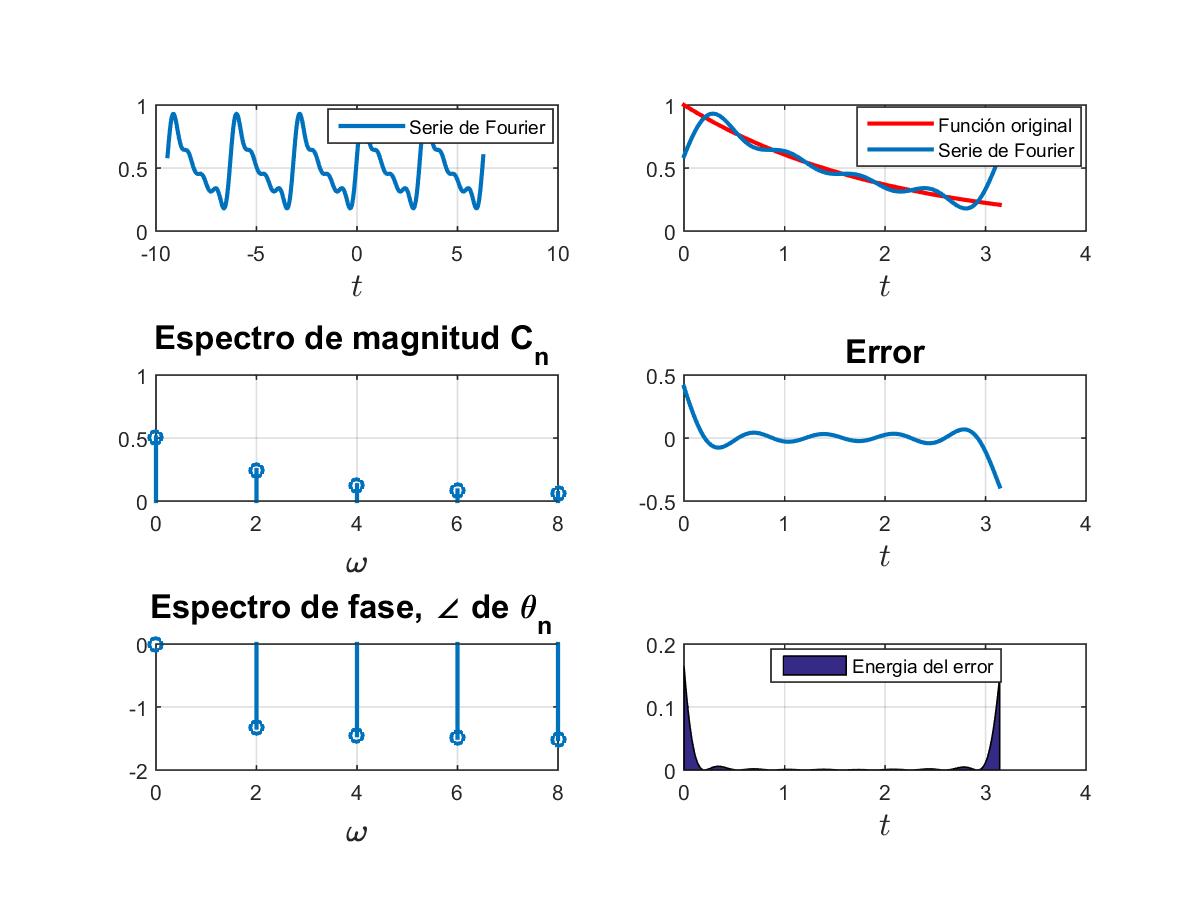 1
0.5
0
-10 -5 0 5 10
t
Serie de Fourier
1
0.5
0
0 1 2 3 4
t
Función original
Serie de Fourier
Espectro de magnitud Cn
1
0.5
0
0 2 4 6 8
ω
Error
0.5
0
-0.5
0 1 2 3 4
t
Espectro de fase, ∠ de θn
0
-1
-2
0 2 4 6 8
ω
0.2
0.1
0
0 1 2 3 4
t
Energia del error